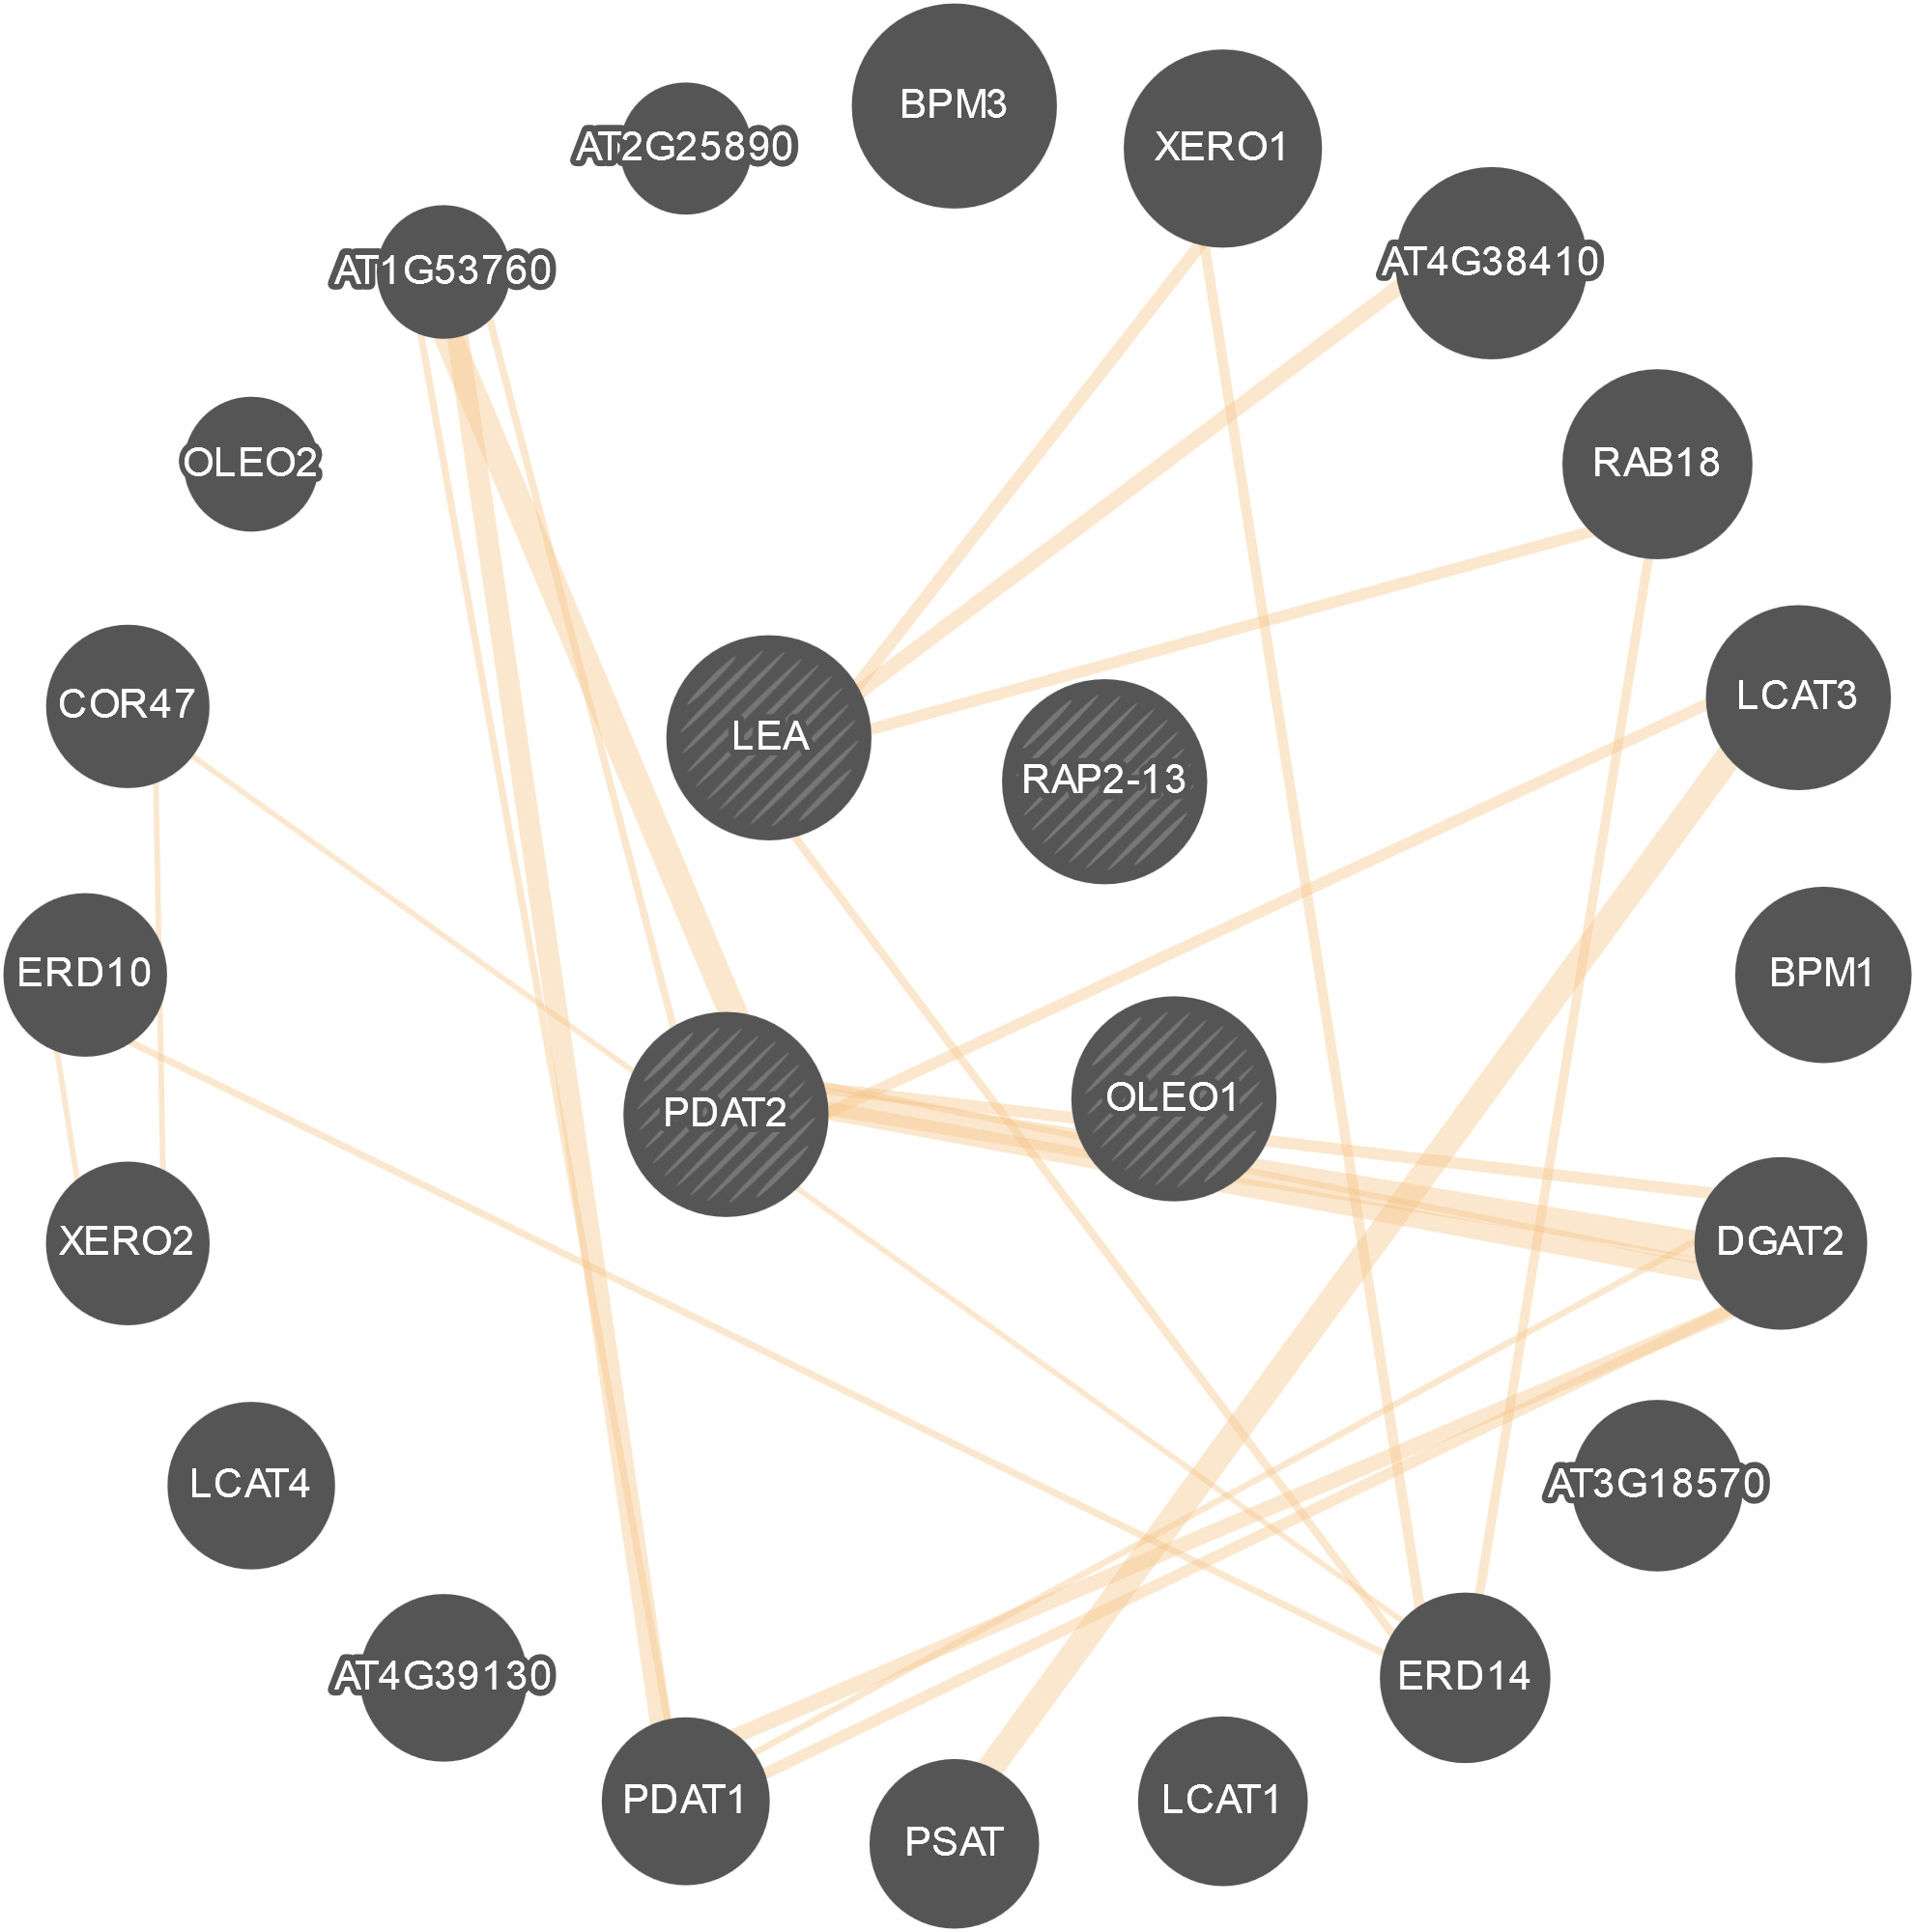 BPM3
AT2G25890
XERO1
AT4G38410
AT1G53760
RAB18
OLEO2
LCAT3
COR47
LEA
RAP2-13
ERD10
BPM1
OLEO1
PDAT2
XERO2
DGAT2
LCAT4
AT3G18570
AT4G39130
ERD14
PDAT1
LCAT1
PSAT